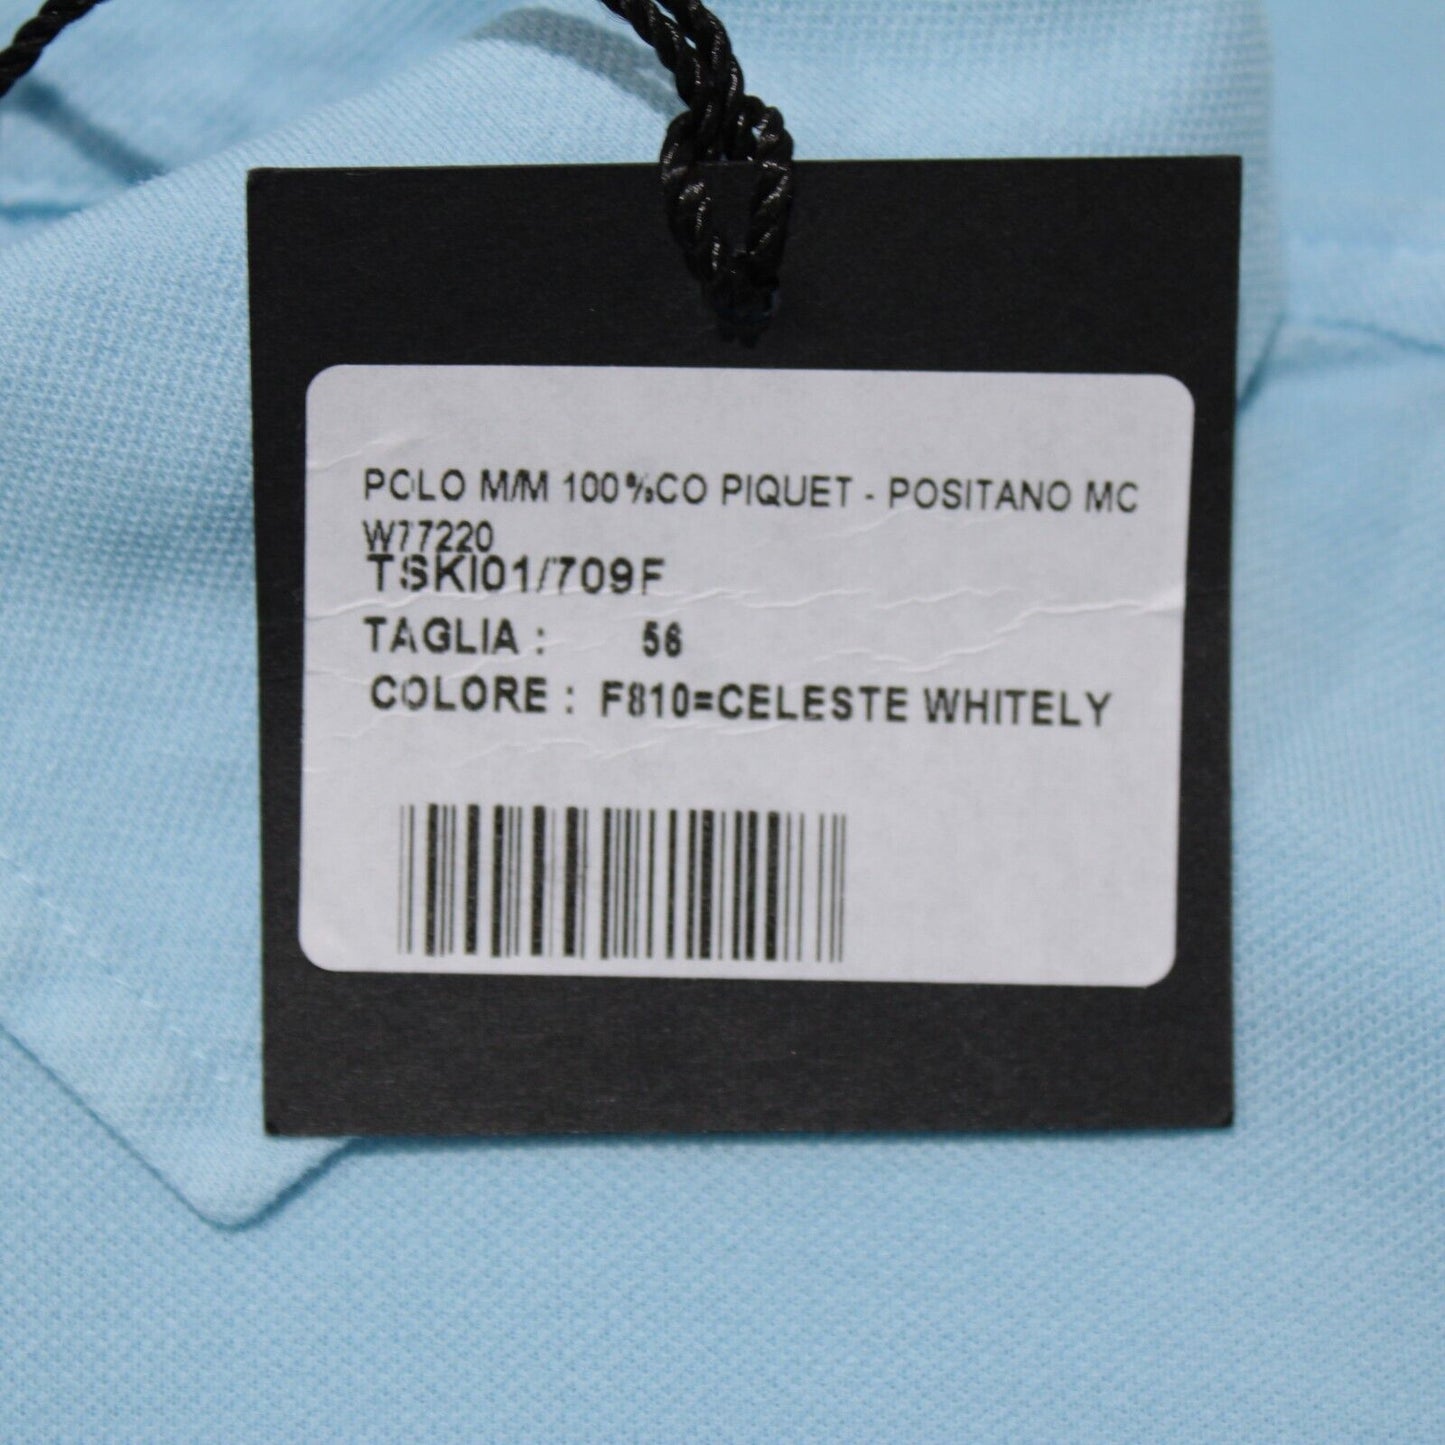 POLO M/M 100%CO PIQUET - POSITANO MC
W77220
TSKI01/709F
TAGLIA : 56
COLORE : F810=CELESTE WHITELY